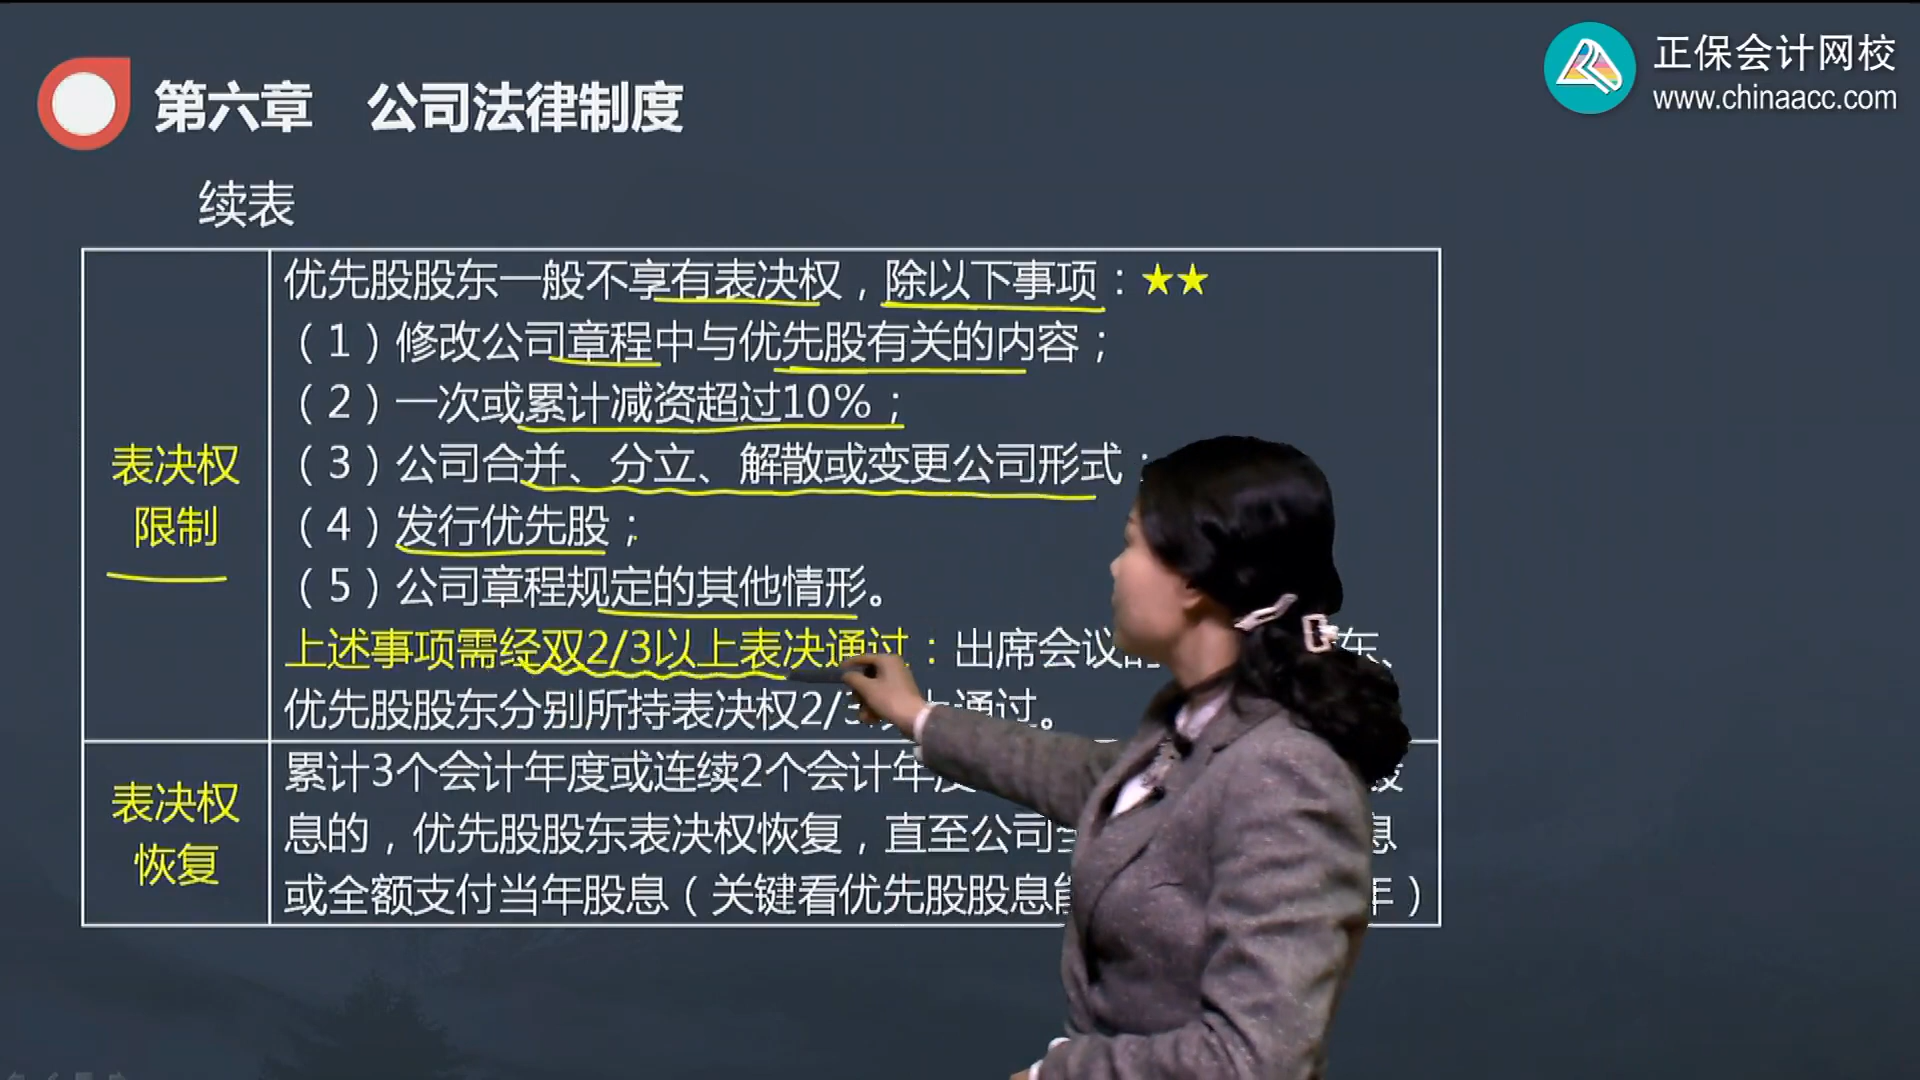 正保会计网校
www.chinaacc.com
第六章 公司法律制度
续表
表决权
限制
优先股股东一般不享有表决权，除以下事项：★★
（1）修改公司章程中与优先股有关的内容；
（2）一次或累计减资超过10%；
（3）公司合并、分立、解散或变更公司形式；
（4）发行优先股；
（5）公司章程规定的其他情形。
上述事项需经双2/3以上表决通过：出席会议的 东、
优先股股东分别所持表决权2/3 上通过。
表决权
恢复
累计3个会计年度或连续2个会计年度
息的，优先股股东表决权恢复，直至公司 息
或全额支付当年股息（关键看优先股股息 年）